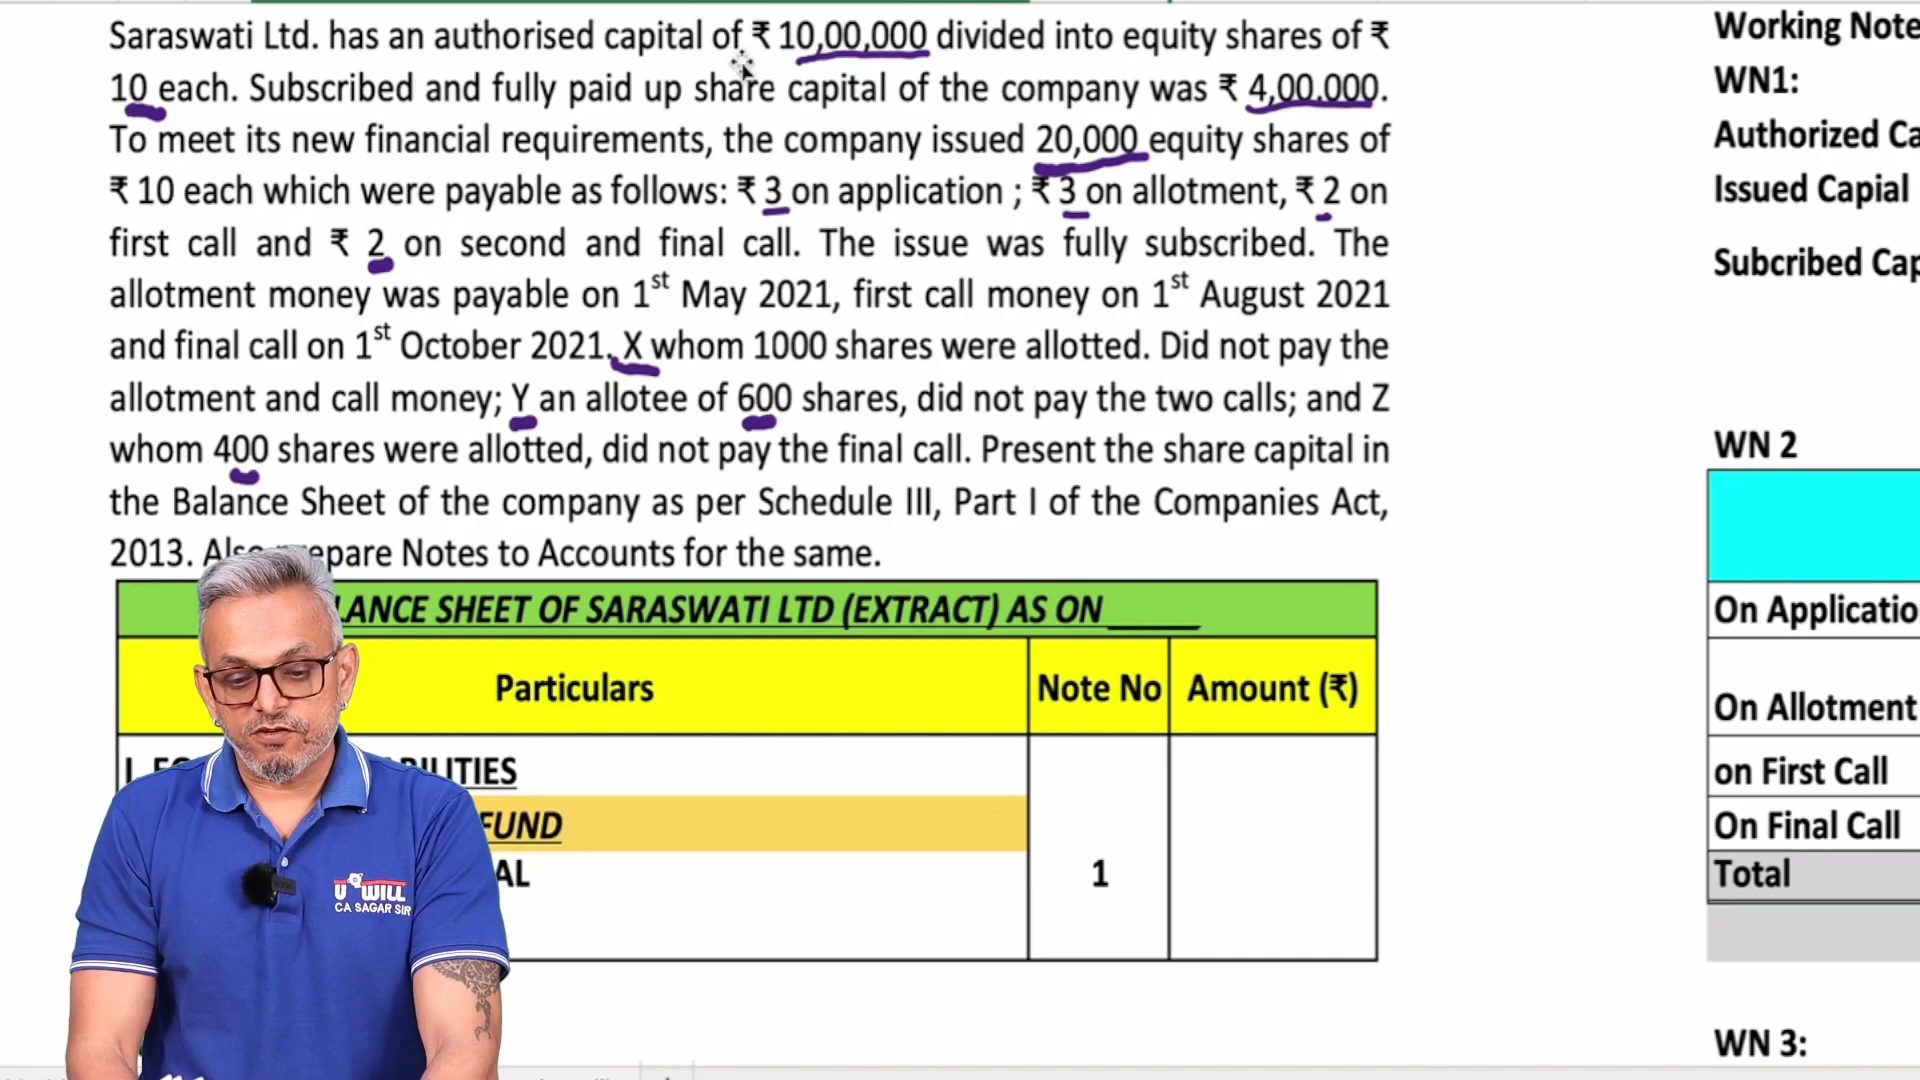 Saraswati Ltd. has an authorised capital of ₹ 10,00,000 divided into equity shares of ₹
10 each. Subscribed and fully paid up share capital of the company was ₹ 4,00,000.
To meet its new financial requirements, the company issued 20,000 equity shares of
₹ 10 each which were payable as follows: ₹ 3 on application ; ₹ 3 on allotment, ₹ 2 on
first call and ₹ 2 on second and final call. The issue was fully subscribed. The
allotment money was payable on 1st May 2021, first call money on 1st August 2021
and final call on 1st October 2021. X whom 1000 shares were allotted. Did not pay the
allotment and call money; Y an allotee of 600 shares, did not pay the two calls; and Z
whom 400 shares were allotted, did not pay the final call. Present the share capital in
the Balance Sheet of the company as per Schedule III, Part I of the Companies Act,
2013. Also prepare Notes to Accounts for the same.
LANCE SHEET OF SARASWATI LTD (EXTRACT) AS ON ______
Particulars Note No Amount (₹)
BILITIES
FUND
AL 1
U WILL
CA SAGAR SIR
Working Note
WN1:
Authorized Ca
Issued Capial
Subcribed Cap
WN 2
On Applicatio
On Allotment
on First Call
On Final Call
Total
WN 3: